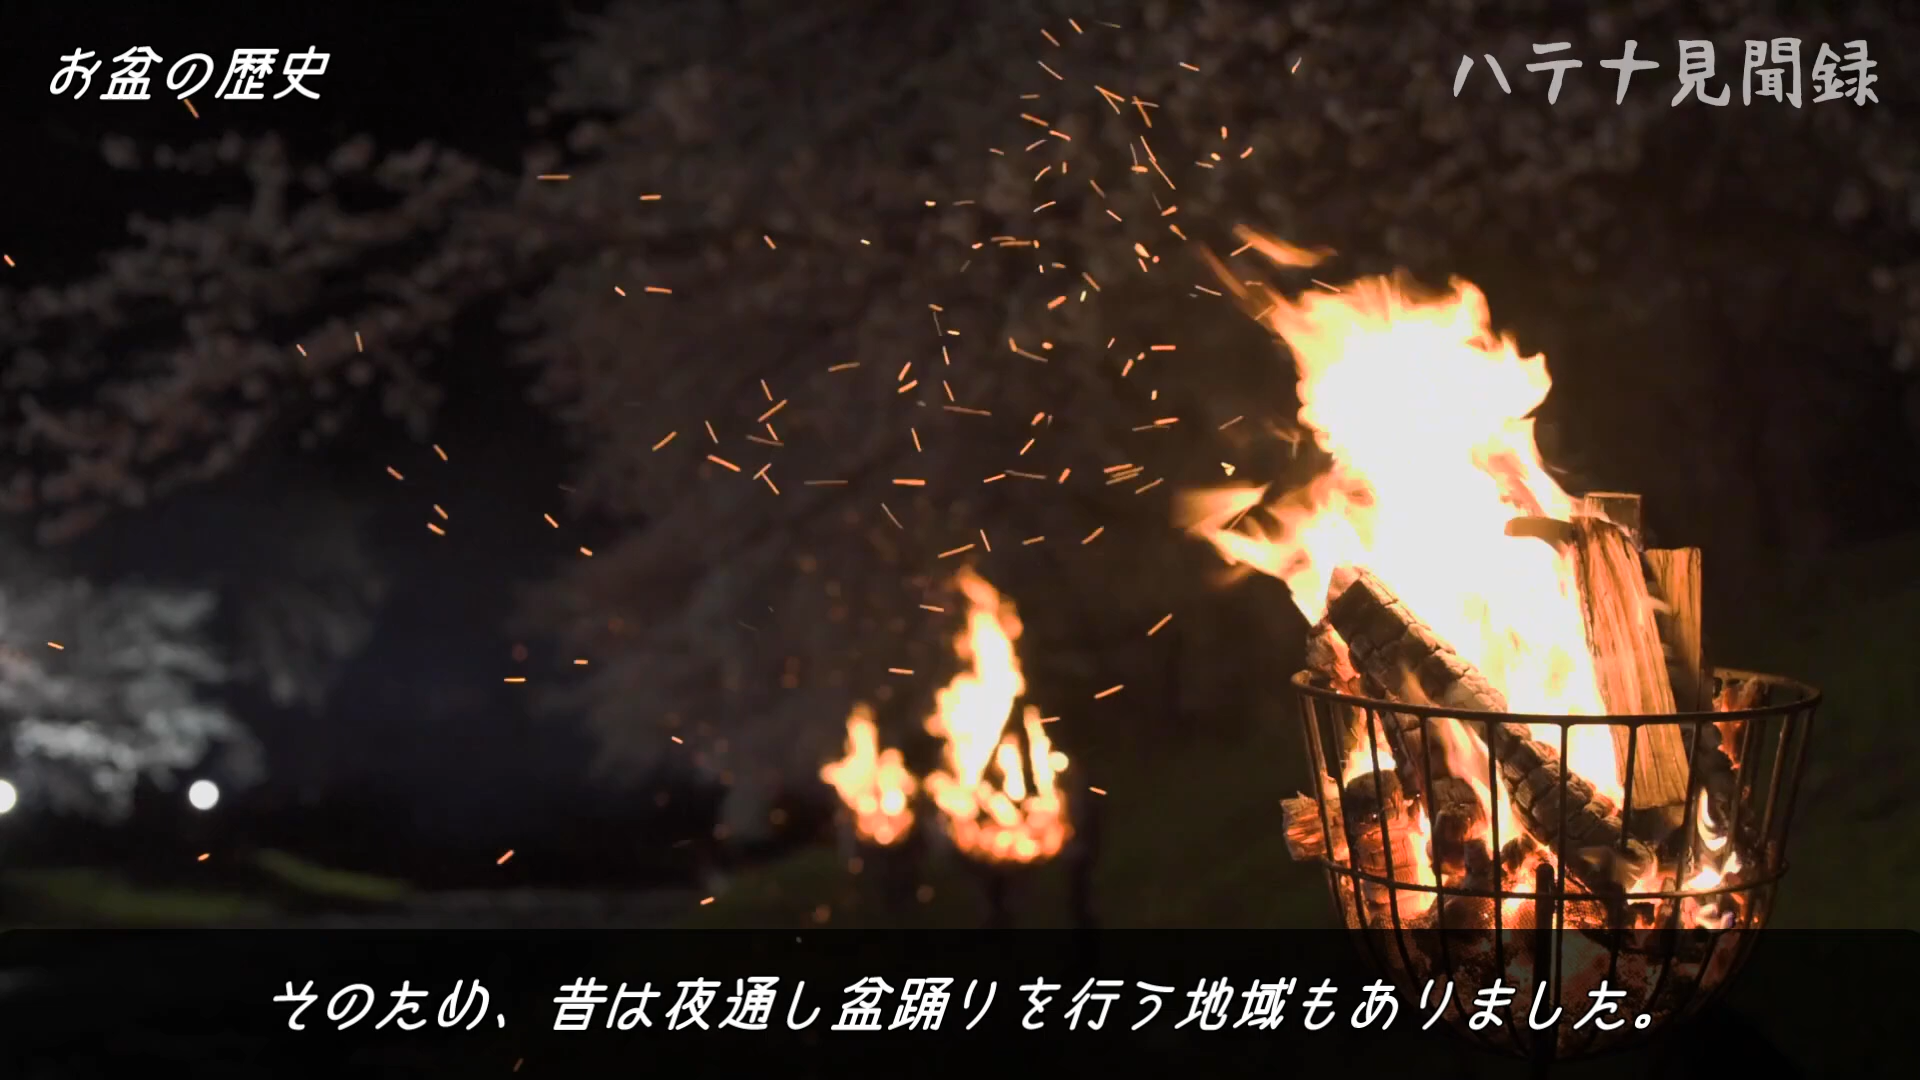 お盆の歴史
ハテナ見聞録
そのため、昔は夜通し盆踊りを行う地域もありました。